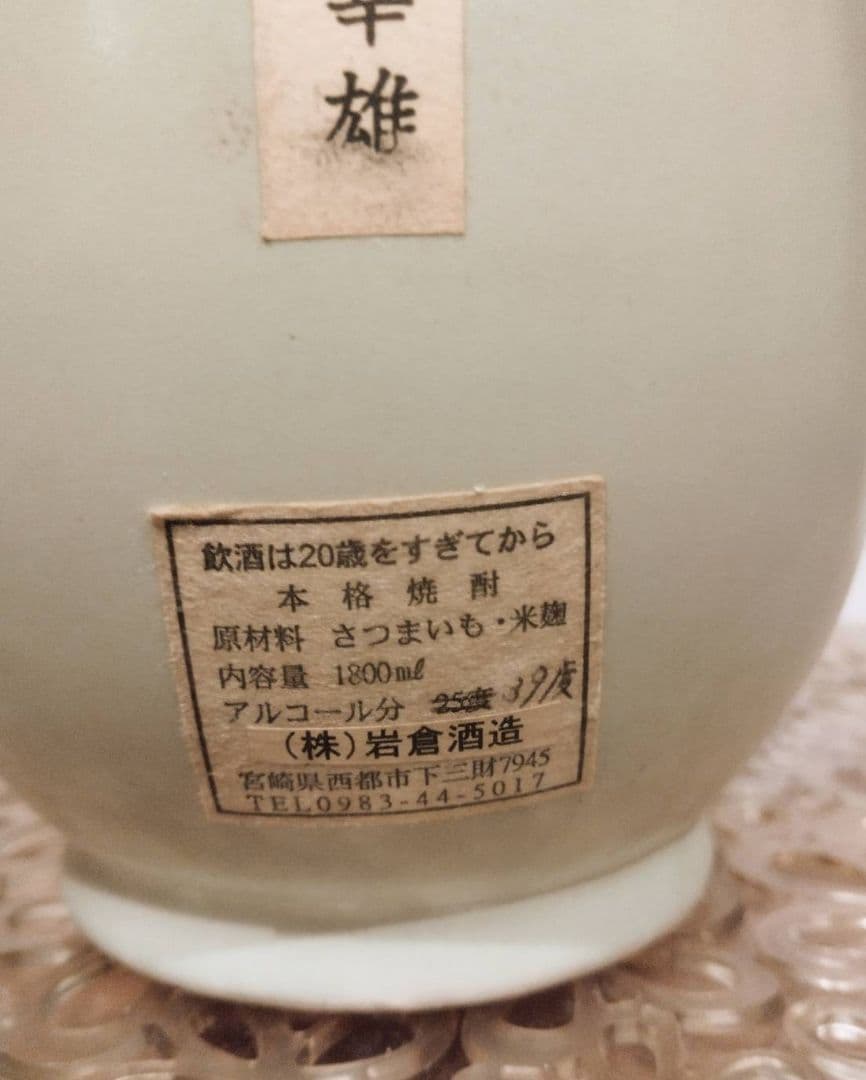 幸
雄
飲酒は20歳をすぎてから
本格焼酎
原材料 さつまいも・米麹
内容量 1800mℓ
アルコール分 25度 39度
(株)岩倉酒造
宮崎県西都市下三財7945
TEL0983-44-5017